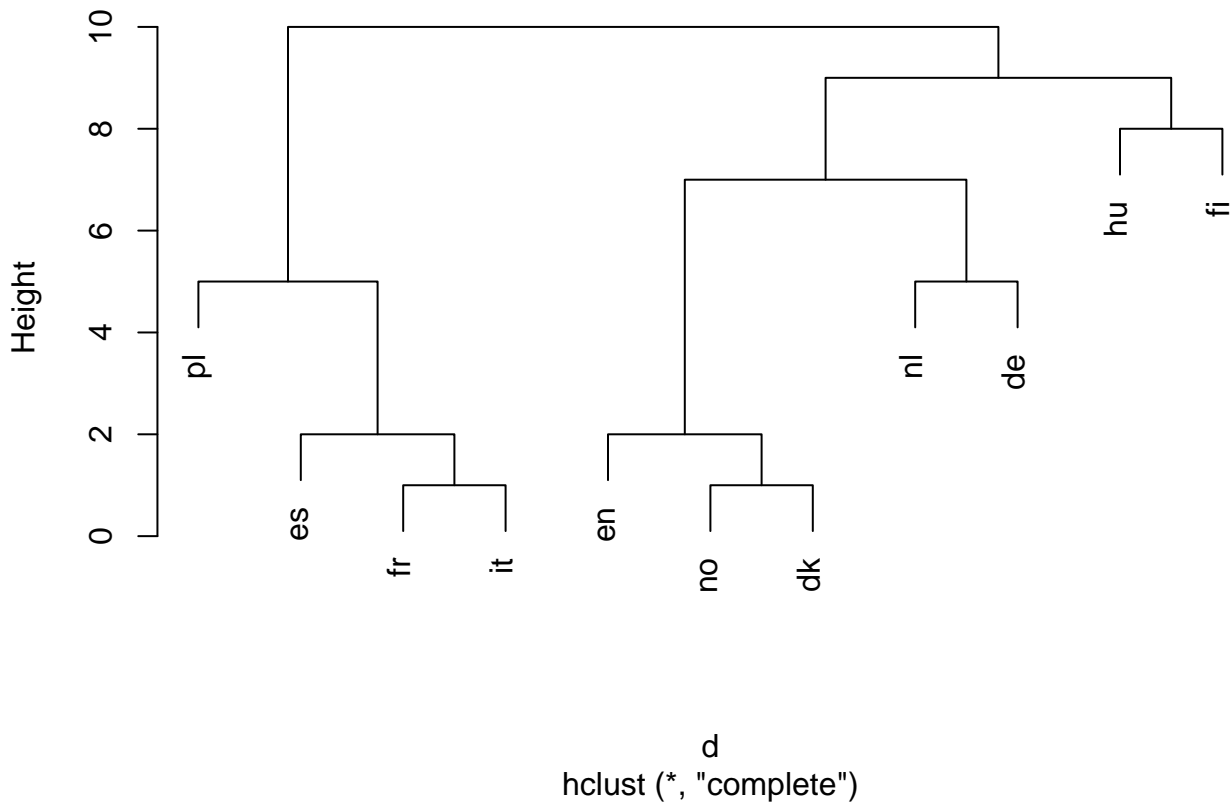 10
8
6
4
2
0
Height
pl
es
fr
it
en
no
dk
nl
de
hu
fi
d
hclust (*, "complete")